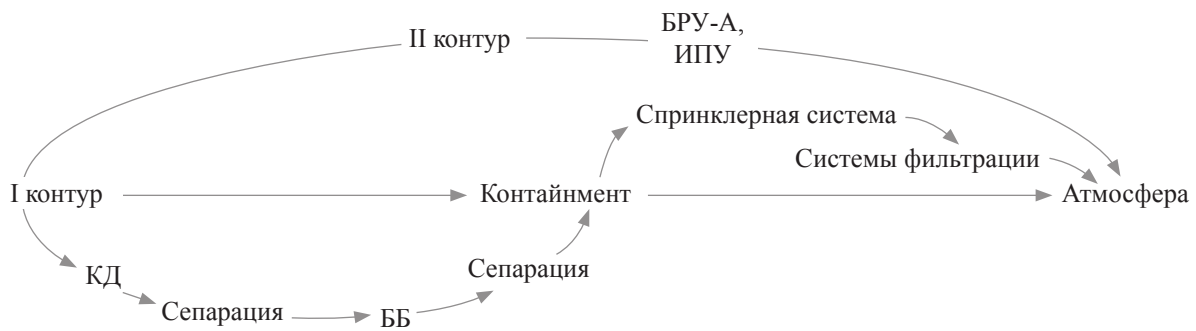 БРУ-А,
II контур
ИПУ
Спринклерная система
Системы фильтрации
I контур
Контайнмент
Атмосфера
КД
Сепарация
Сепарация
ББ